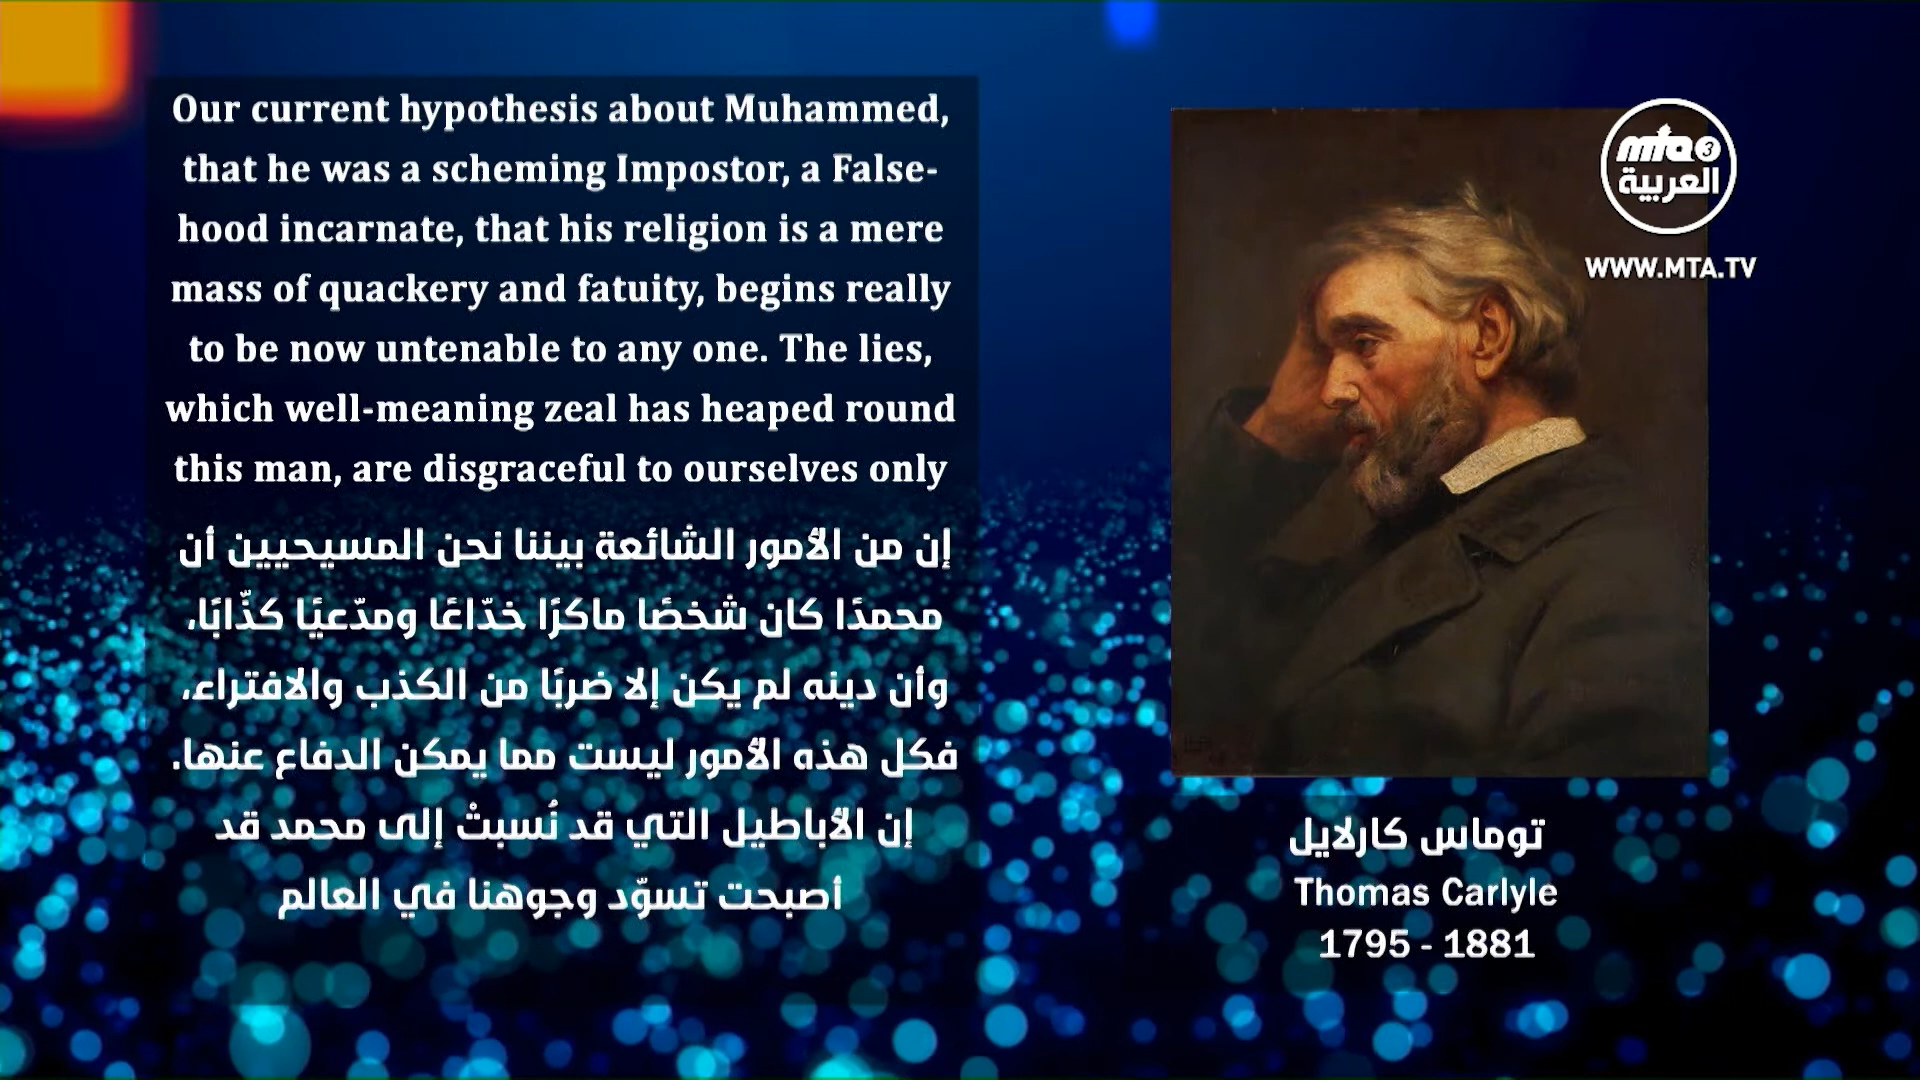 Our current hypothesis about Muhammed,
that he was a scheming Impostor, a False-
hood incarnate, that his religion is a mere
mass of quackery and fatuity, begins really
to be now untenable to any one. The lies,
which well-meaning zeal has heaped round
this man, are disgraceful to ourselves only
إن من الأمور الشائعة بيننا نحن المسيحيين أن
محمدًا كان شخصًا ماكرًا خدّاعًا ومدّعيًا كذّابًا،
وأن دينه لم يكن إلا ضربًا من الكذب والافتراء،
فكل هذه الأمور ليست مما يمكن الدفاع عنها.
إن الأباطيل التي قد نُسبتْ إلى محمد قد
أصبحت تسوّد وجوهنا في العالم
mta3
العربية
WWW.MTA.TV
توماس كارلايل
Thomas Carlyle
1795 - 1881